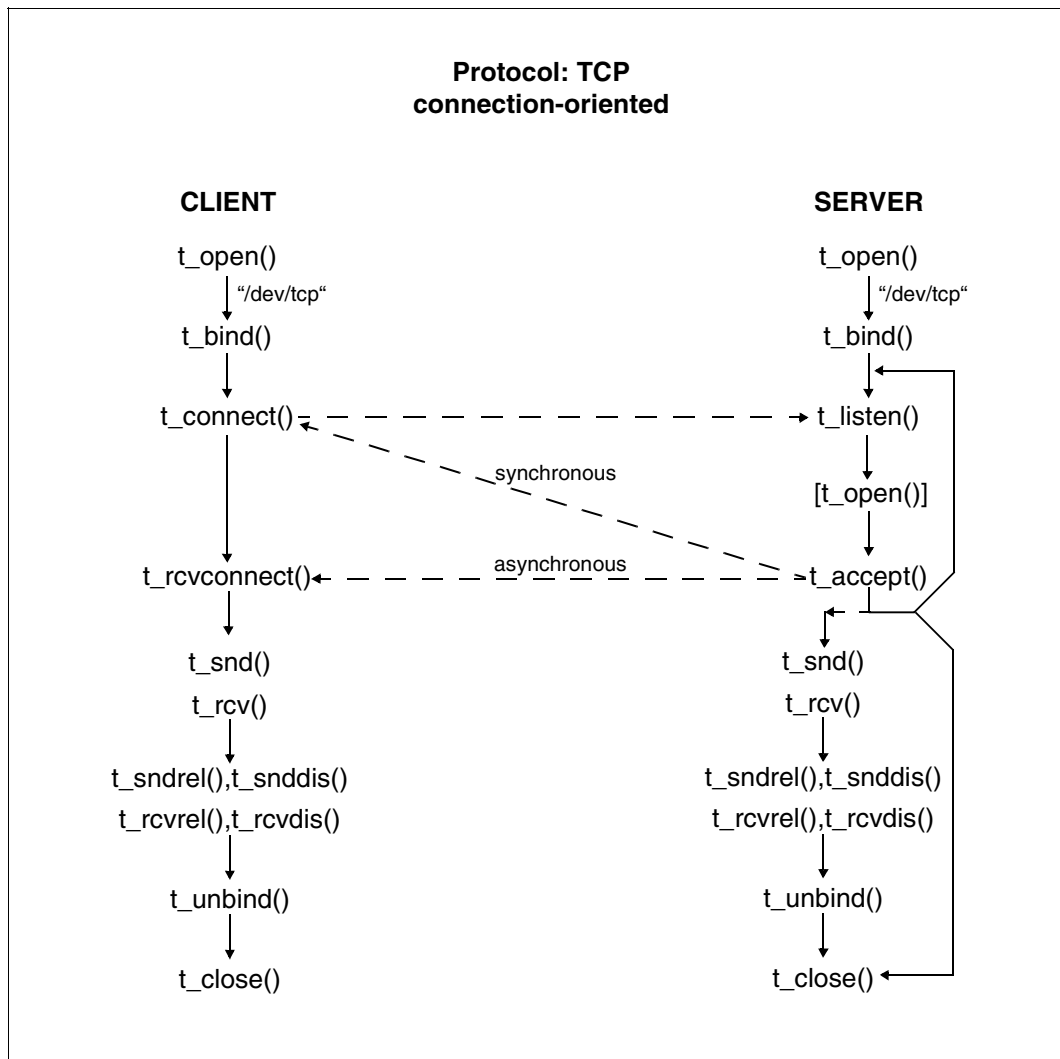 Protocol: TCP
connection-oriented
CLIENT
t_open()
“/dev/tcp“
t_bind()
t_connect()
t_rcvconnect()
t_snd()
t_rcv()
t_sndrel(),t_snddis()
t_rcvrel(),t_rcvdis()
t_unbind()
t_close()
synchronous
asynchronous
SERVER
t_open()
“/dev/tcp“
t_bind()
t_listen()
[t_open()]
t_accept()
t_snd()
t_rcv()
t_sndrel(),t_snddis()
t_rcvrel(),t_rcvdis()
t_unbind()
t_close()